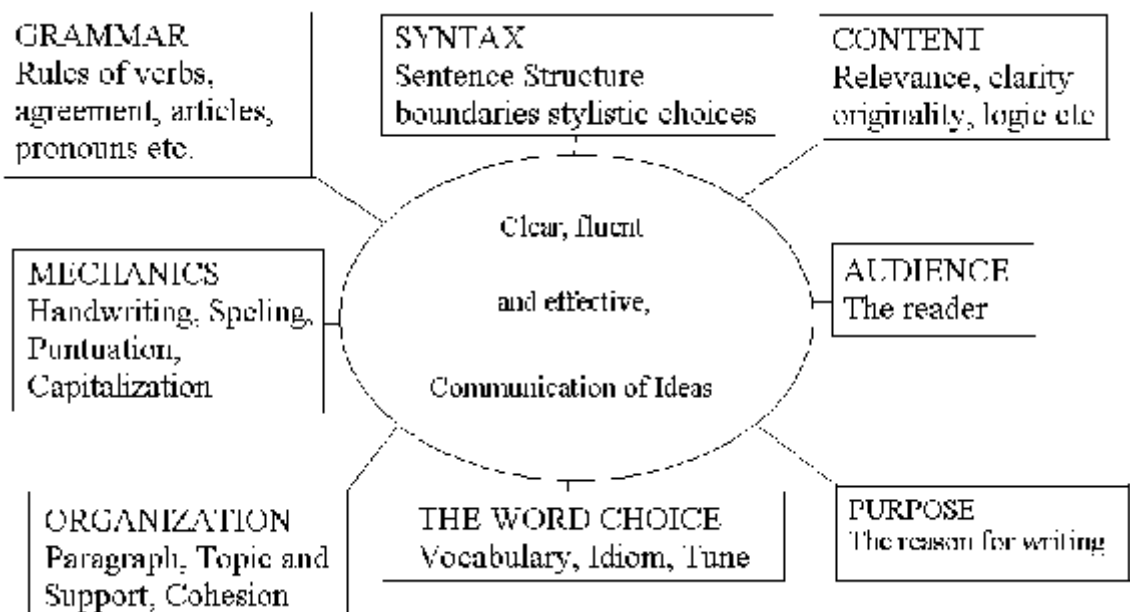 GRAMMAR
Rules of verbs,
agreement, articles,
pronouns etc.
SYNTAX
Sentence Structure
boundaries stylistic choices
CONTENT
Relevance, clarity
originality, logic etc
Clear, fluent
and effective,
Communication of Ideas
MECHANICS
Handwriting, Speling,
Puntuation,
Capitalization
AUDIENCE
The reader
ORGANIZATION
Paragraph, Topic and
Support, Cohesion
THE WORD CHOICE
Vocabulary, Idiom, Tune
PURPOSE
The reason for writing